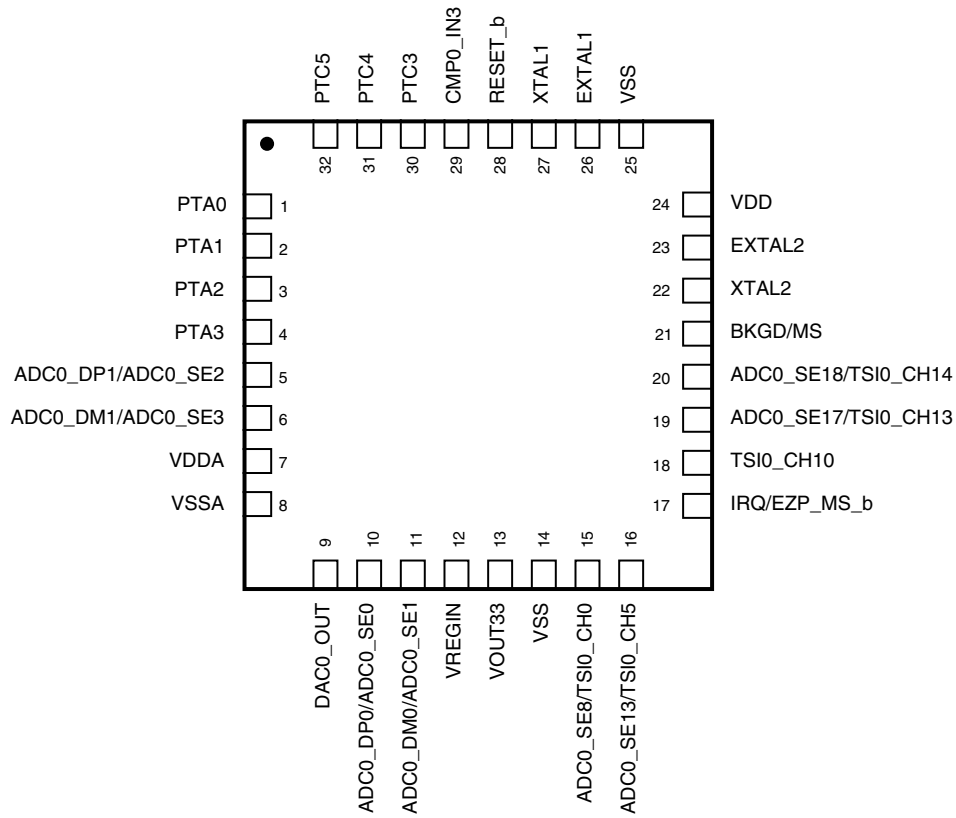 PTC5
PTC4
PTC3
CMP0_IN3
RESET_b
XTAL1
EXTAL1
VSS
32
31
30
29
28
27
26
25
PTA0 1
PTA1 2
PTA2 3
PTA3 4
ADC0_DP1/ADC0_SE2 5
ADC0_DM1/ADC0_SE3 6
VDDA 7
VSSA 8
24 VDD
23 EXTAL2
22 XTAL2
21 BKGD/MS
20 ADC0_SE18/TSI0_CH14
19 ADC0_SE17/TSI0_CH13
18 TSI0_CH10
17 IRQ/EZP_MS_b
9
10
11
12
13
14
15
16
DAC0_OUT
ADC0_DP0/ADC0_SE0
ADC0_DM0/ADC0_SE1
VREGIN
VOUT33
VSS
ADC0_SE8/TSI0_CH0
ADC0_SE13/TSI0_CH5